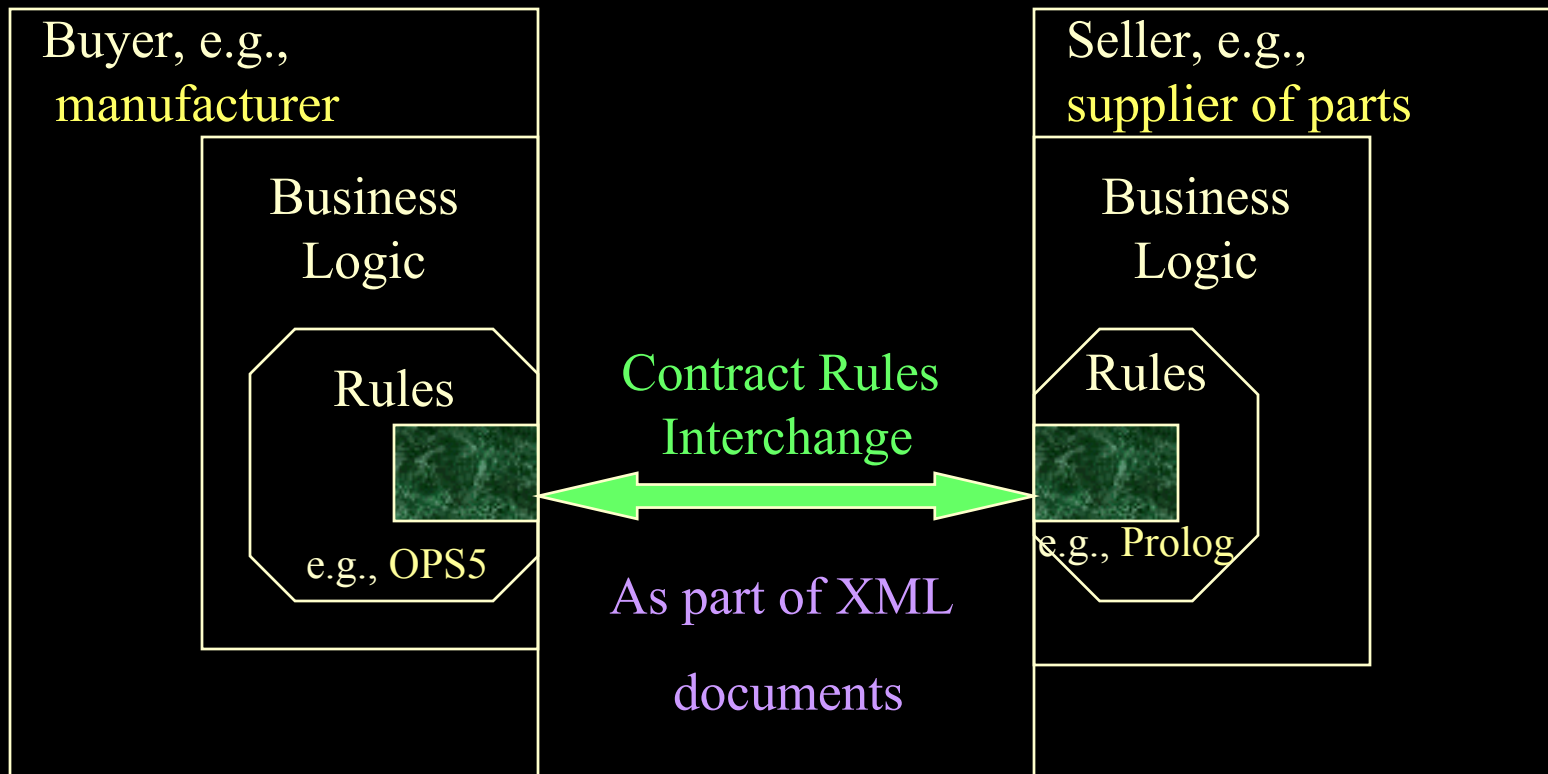 Buyer, e.g.,
manufacturer
Business
Logic
Rules
e.g., OPS5
Contract Rules
Interchange
As part of XML
documents
Seller, e.g.,
supplier of parts
Business
Logic
Rules
e.g., Prolog